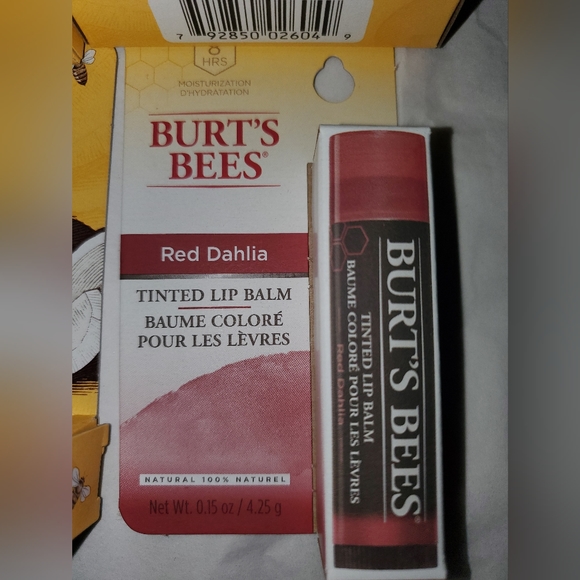 7 92850 02604 9
8
HRS
MOISTURIZATION
D'HYDRATATION
BURT'S
BEES®
Red Dahlia
TINTED LIP BALM
BAUME COLORÉ
POUR LES LÈVRES
NATURAL 100% NATUREL
Net Wt. 0.15 oz / 4.25 g
BURT'S BEES®
TINTED LIP BALM
BAUME COLORÉ POUR LES LÈVRES
Red Dahlia